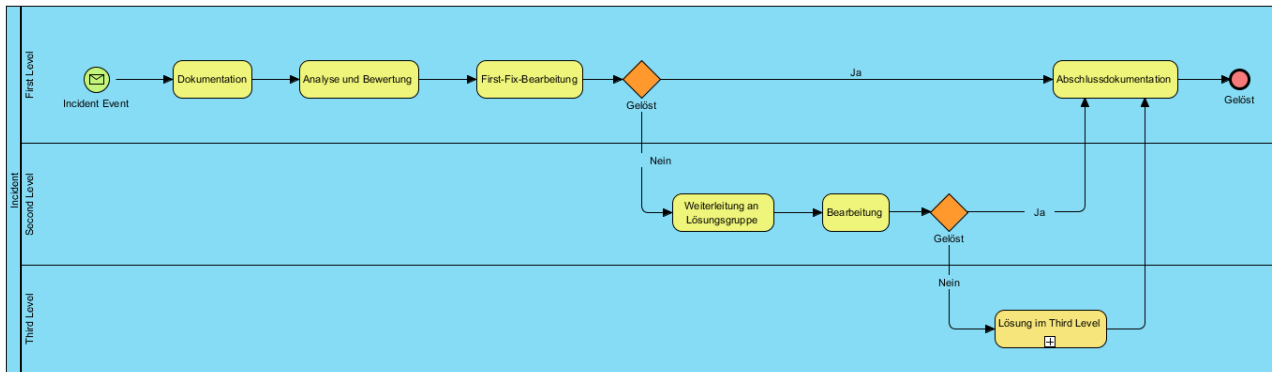 Incident
First Level
Incident Event
Dokumentation
Analyse und Bewertung
First-Fix-Bearbeitung
Gelöst
Ja
Abschlussdokumentation
Gelöst
Nein
Second Level
Weiterleitung an
Lösungsgruppe
Bearbeitung
Gelöst
Ja
Nein
Third Level
Lösung im Third Level